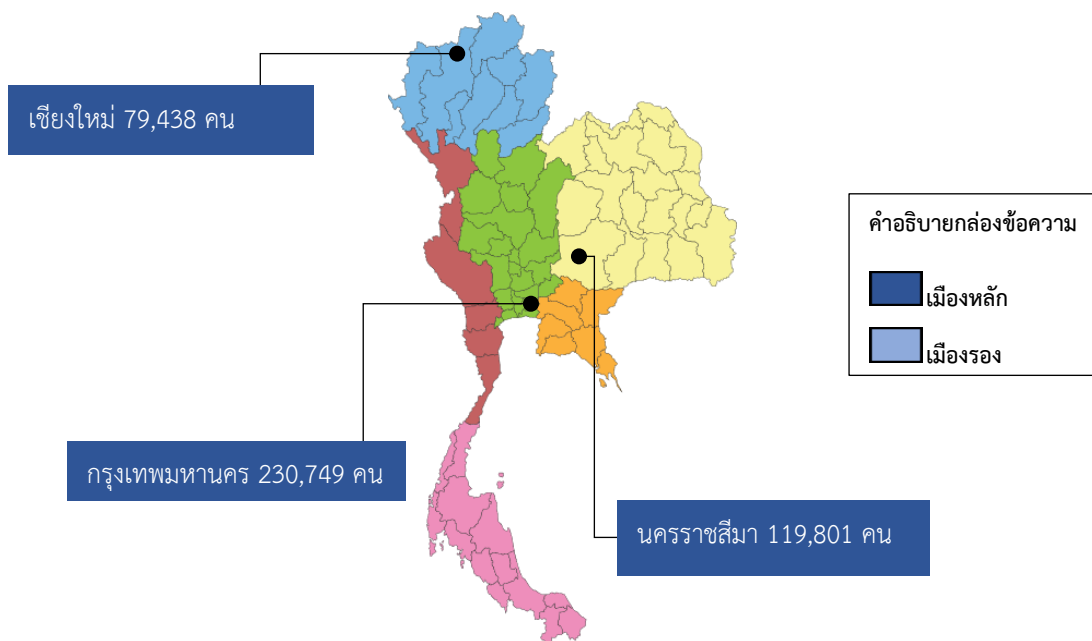 เชียงใหม่ 79,438 คน
คำอธิบายกล่องข้อความ
เมืองหลัก
เมืองรอง
กรุงเทพมหานคร 230,749 คน
นครราชสีมา 119,801 คน